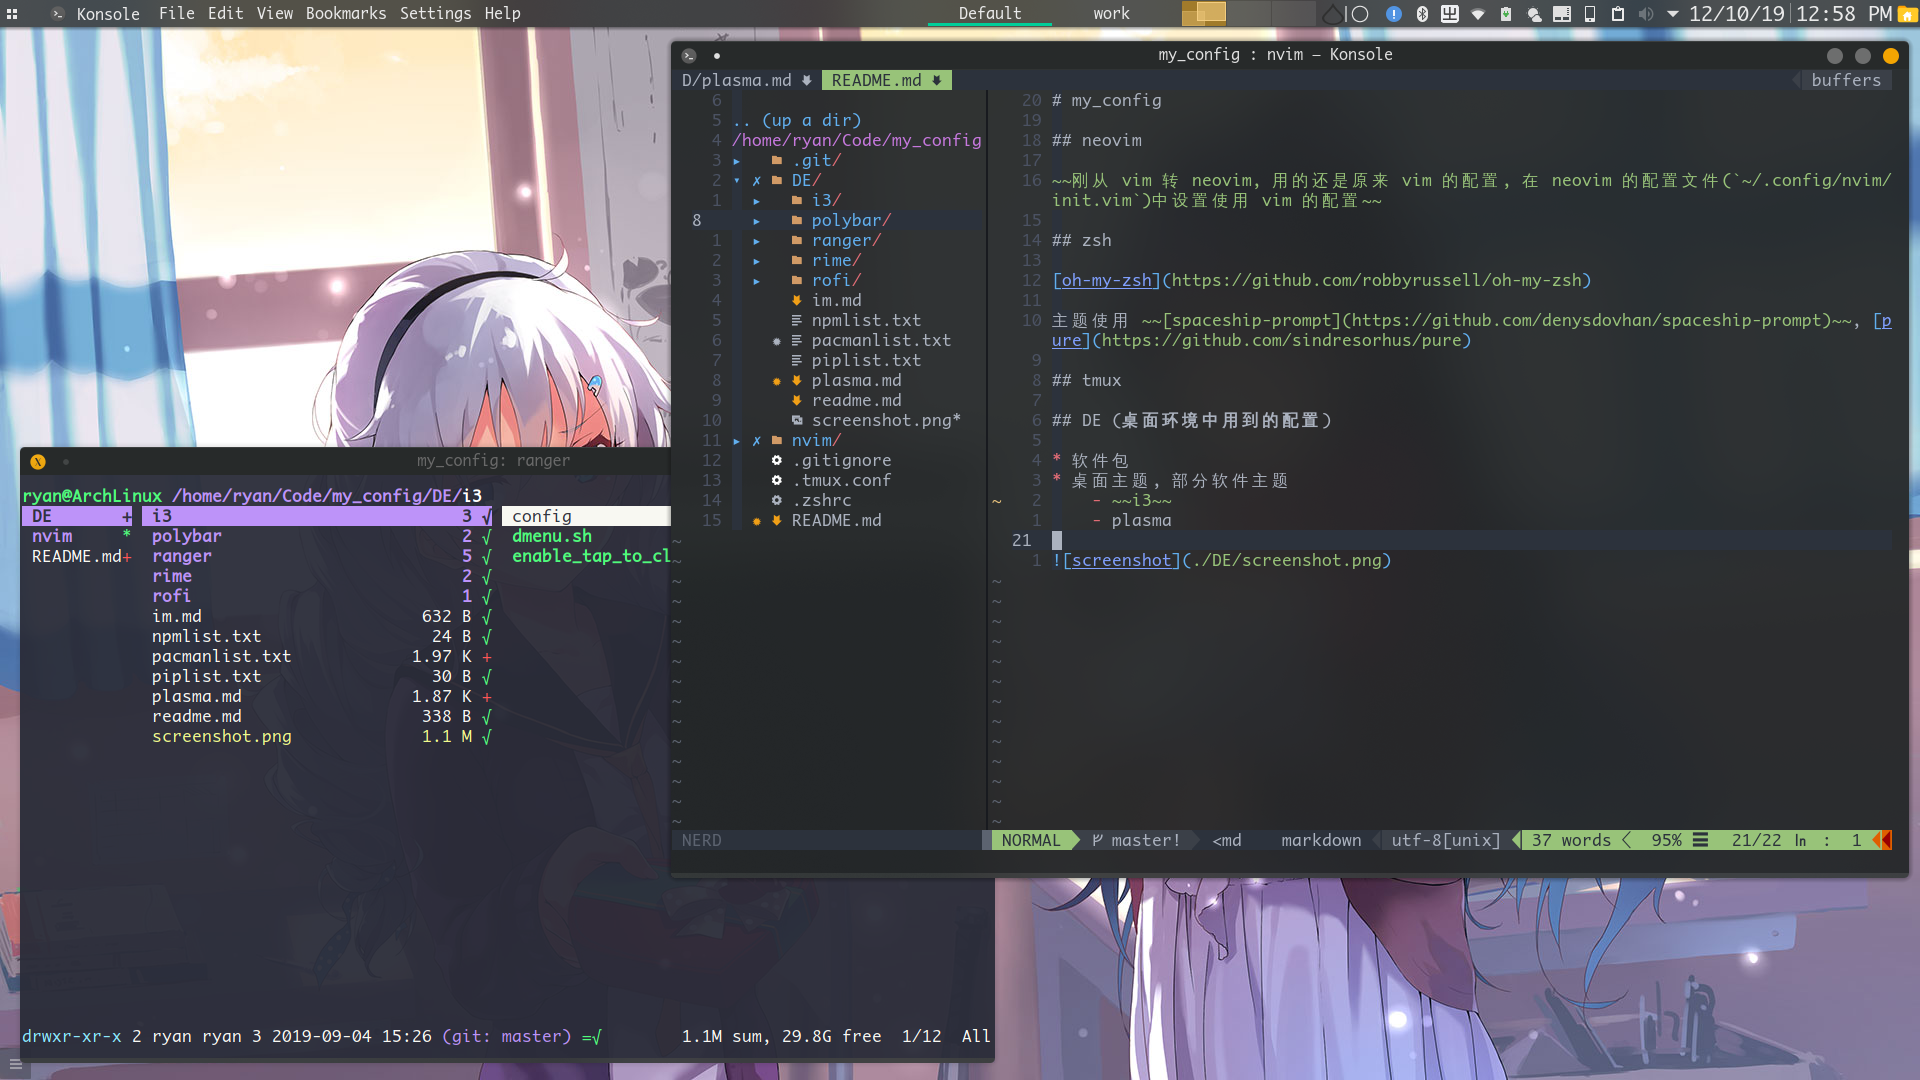 Konsole File Edit View Bookmarks Settings Help Default work 12/10/19 12:58 PM
my_config : nvim — Konsole
D/plasma.md README.md buffers
6
5 .. (up a dir)
4 /home/ryan/Code/my_config
3 ▸ .git/
2 ▾ ✗ DE/
1 ▸ i3/
8 ▸ polybar/
1 ▸ ranger/
2 ▸ rime/
3 ▸ rofi/
4 im.md
5 npmlist.txt
6 pacmanlist.txt
7 piplist.txt
8 plasma.md
9 readme.md
10 screenshot.png*
11 ▸ ✗ nvim/
12 .gitignore
13 .tmux.conf
14 .zshrc
15 README.md
NERD
20 # my_config
19
18 ## neovim
17
16 ~~刚从 vim 转 neovim, 用的还是原来 vim 的配置, 在 neovim 的配置文件(`~/.config/nvim/
init.vim`)中设置使用 vim 的配置~~
15
14 ## zsh
13
12 [oh-my-zsh](https://github.com/robbyrussell/oh-my-zsh)
11
10 主题使用 ~~[spaceship-prompt](https://github.com/denysdovhan/spaceship-prompt)~~, [p
ure](https://github.com/sindresorhus/pure)
9
8 ## tmux
7
6 ## DE (桌面环境中用到的配置)
5
4 * 软件包
3 * 桌面主题, 部分软件主题
~ 2 - ~~i3~~
1 - plasma
21
1 ![screenshot](./DE/screenshot.png)
NORMAL master! <md markdown utf-8[unix] 37 words 95% ☰ 21/22 ln : 1
my_config: ranger
ryan@ArchLinux /home/ryan/Code/my_config/DE/i3
DE + i3 3 √ config
nvim * polybar 2 √ dmenu.sh
README.md+ ranger 5 √ enable_tap_to_cl
rime 2 √
rofi 1 √
im.md 632 B √
npmlist.txt 24 B √
pacmanlist.txt 1.97 K +
piplist.txt 30 B √
plasma.md 1.87 K +
readme.md 338 B √
screenshot.png 1.1 M √
drwxr-xr-x 2 ryan ryan 3 2019-09-04 15:26 (git: master) =√ 1.1M sum, 29.8G free 1/12 All